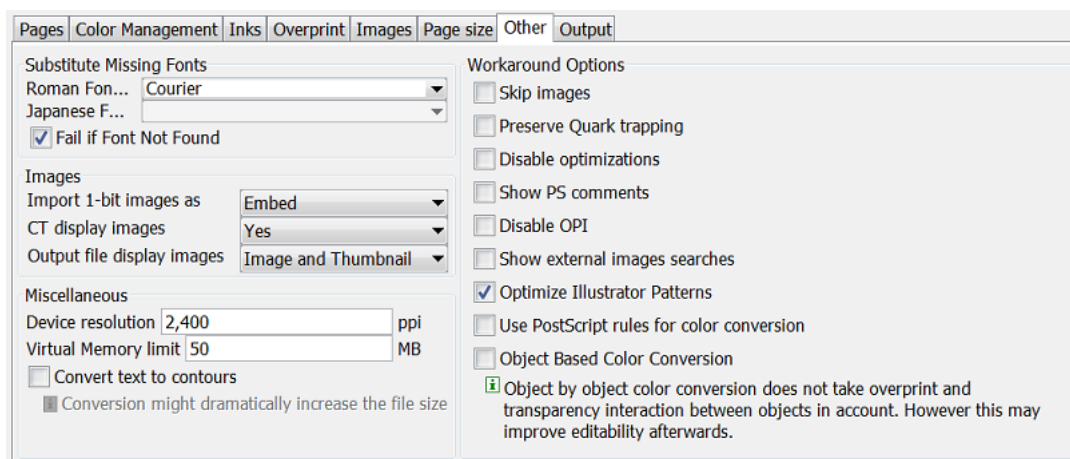 Pages Color Management Inks Overprint Images Page size Other Output
Substitute Missing Fonts
Roman Fon... Courier
Japanese F...
Fail if Font Not Found
Images
Import 1-bit images as Embed
CT display images Yes
Output file display images Image and Thumbnail
Miscellaneous
Device resolution 2,400 ppi
Virtual Memory limit 50 MB
Convert text to contours
Conversion might dramatically increase the file size
Workaround Options
Skip images
Preserve Quark trapping
Disable optimizations
Show PS comments
Disable OPI
Show external images searches
Optimize Illustrator Patterns
Use PostScript rules for color conversion
Object Based Color Conversion
Object by object color conversion does not take overprint and
transparency interaction between objects in account. However this may
improve editability afterwards.